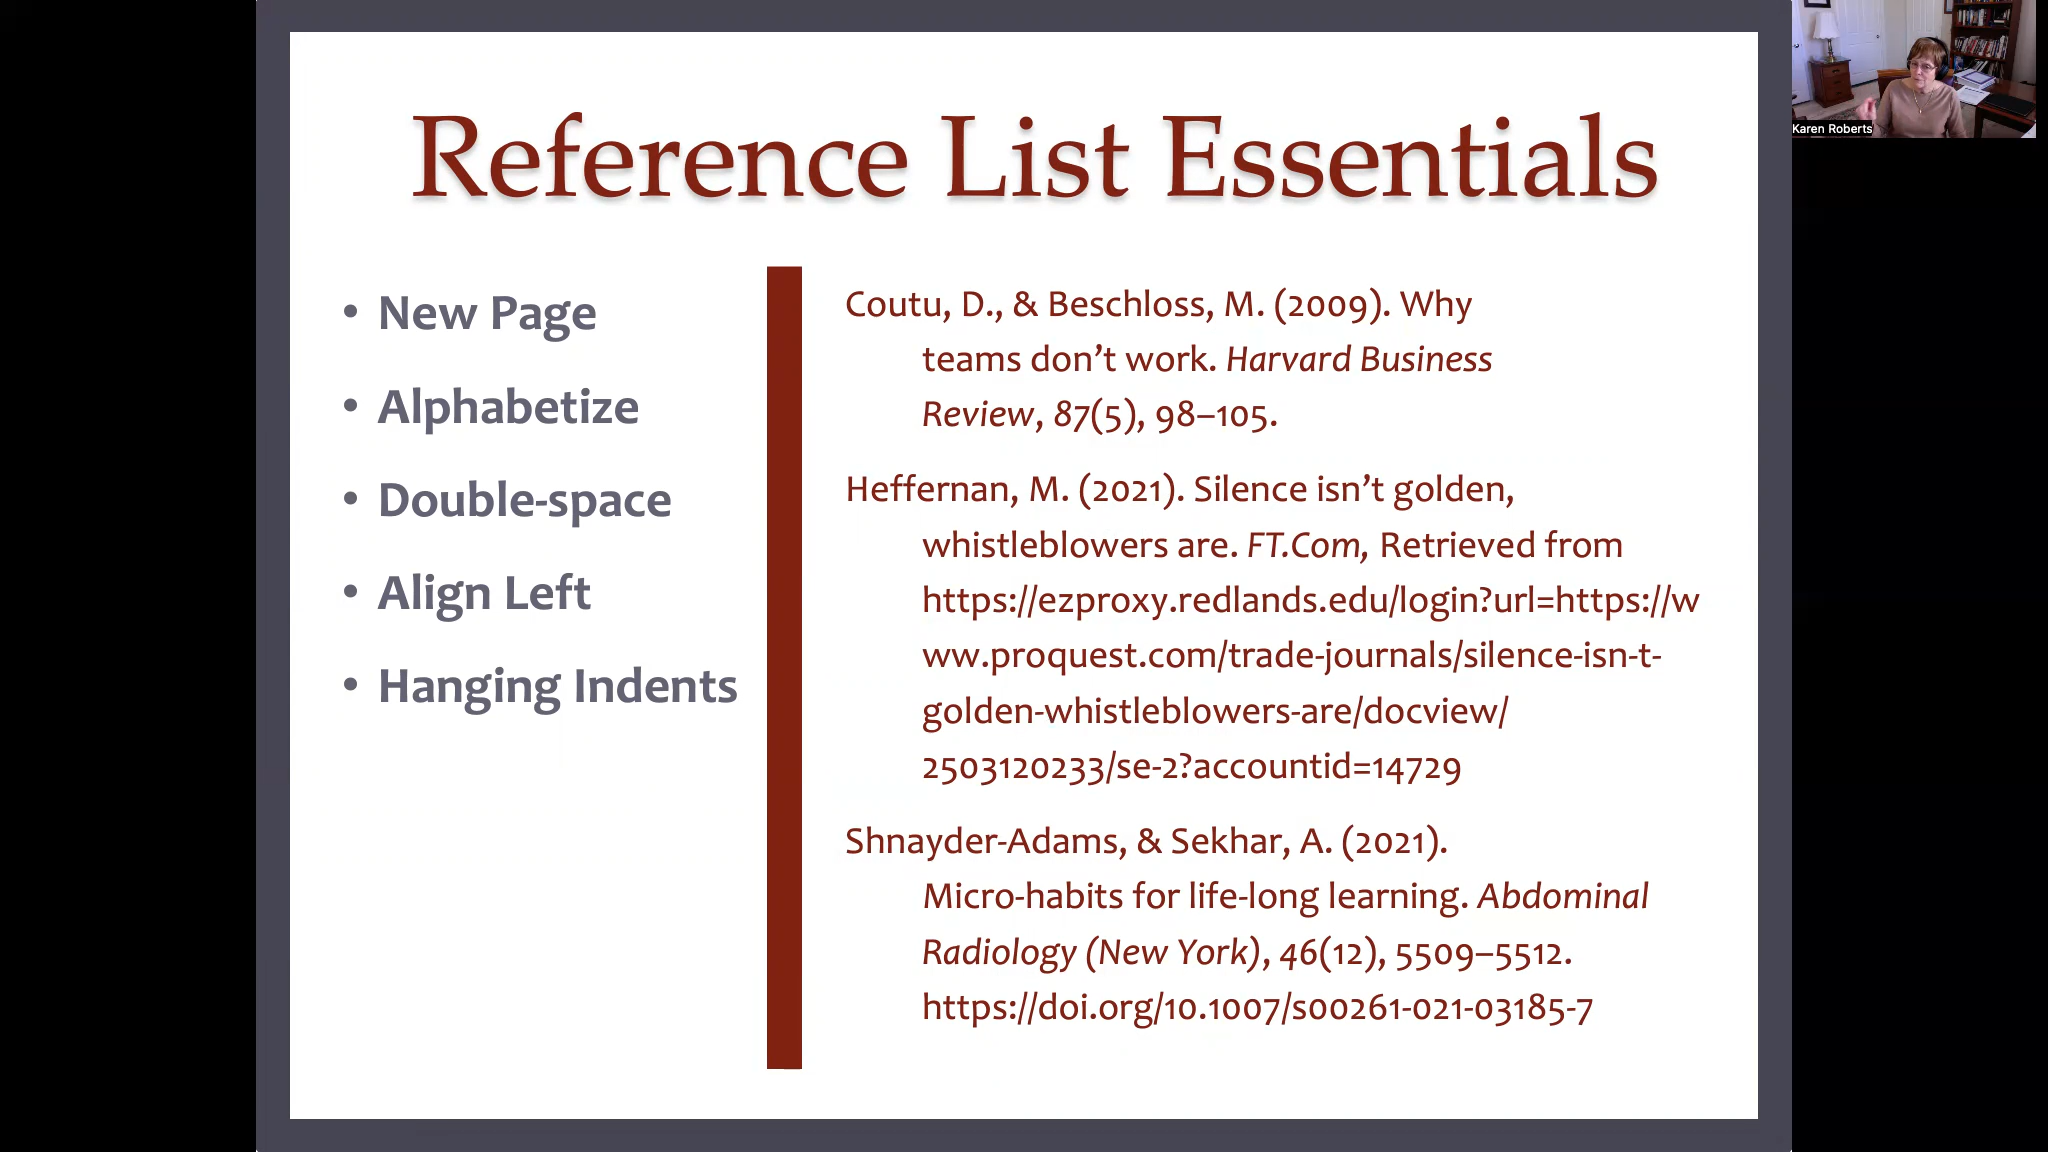 Reference List Essentials
• New Page
• Alphabetize
• Double-space
• Align Left
• Hanging Indents
Coutu, D., & Beschloss, M. (2009). Why
teams don’t work. Harvard Business
Review, 87(5), 98–105.
Heffernan, M. (2021). Silence isn’t golden,
whistleblowers are. FT.Com, Retrieved from
https://ezproxy.redlands.edu/login?url=https://w
ww.proquest.com/trade-journals/silence-isn-t-
golden-whistleblowers-are/docview/
2503120233/se-2?accountid=14729
Shnayder-Adams, & Sekhar, A. (2021).
Micro-habits for life-long learning. Abdominal
Radiology (New York), 46(12), 5509–5512.
https://doi.org/10.1007/s00261-021-03185-7
Karen Roberts